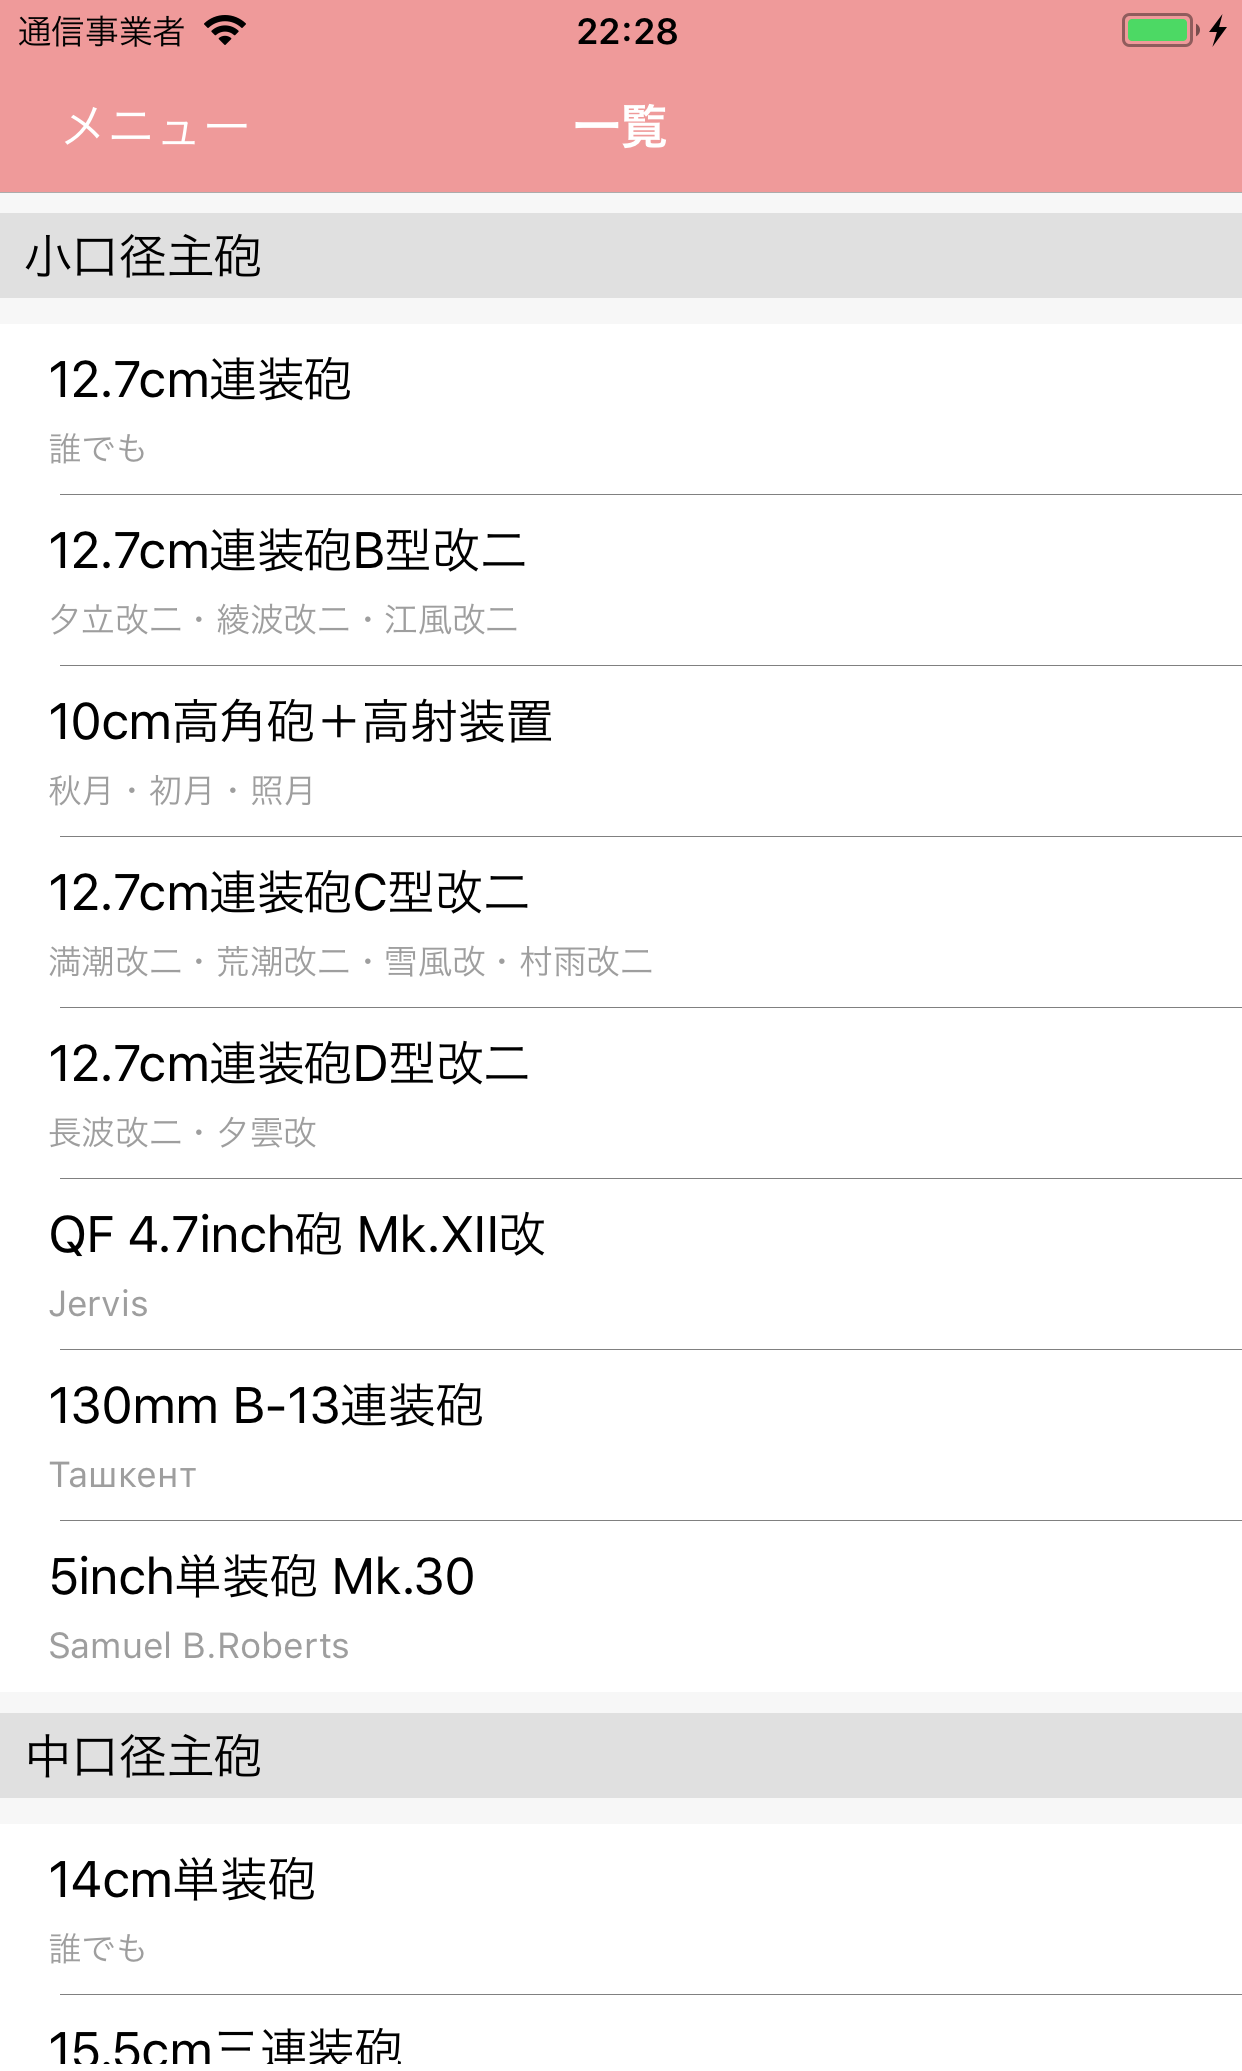 通信事業者 22:28
メニュー 一覧
小口径主砲
12.7cm連装砲
誰でも
12.7cm連装砲B型改二
夕立改二・綾波改二・江風改二
10cm高角砲＋高射装置
秋月・初月・照月
12.7cm連装砲C型改二
満潮改二・荒潮改二・雪風改・村雨改二
12.7cm連装砲D型改二
長波改二・夕雲改
QF 4.7inch砲 Mk.XII改
Jervis
130mm B-13連装砲
Ташкент
5inch単装砲 Mk.30
Samuel B.Roberts
中口径主砲
14cm単装砲
誰でも
15.5cm三連装砲